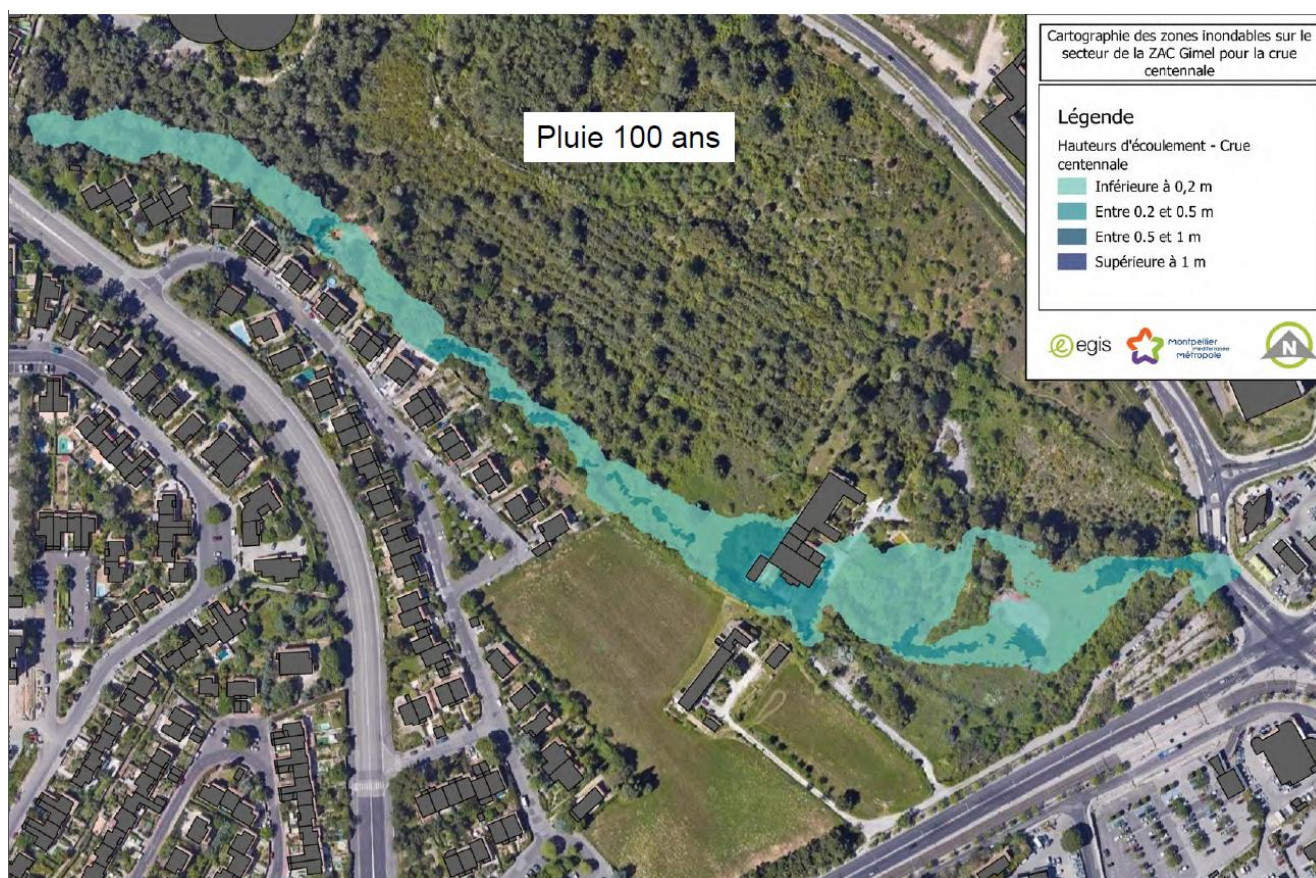 Cartographie des zones inondables sur le
secteur de la ZAC Gimel pour la crue
centennale
Pluie 100 ans
Légende
Hauteurs d'écoulement - Crue
centennale
Inférieure à 0,2 m
Entre 0.2 et 0.5 m
Entre 0.5 et 1 m
Supérieure à 1 m
e egis
montpellier
méditerranée
métropole
N